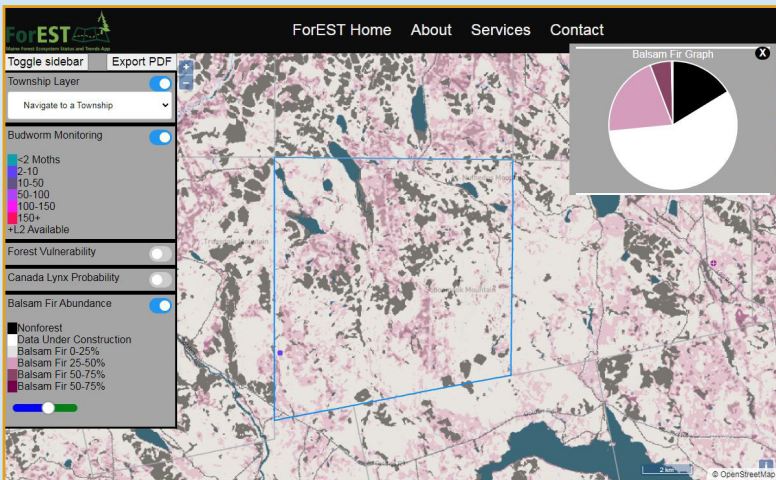 ForEST
Maine Forest Ecosystem Status and Trends App
ForEST Home About Services Contact
Toggle sidebar Export PDF
Township Layer
Navigate to a Township
Budworm Monitoring
<2 Moths
2-10
10-50
50-100
100-150
150+
+L2 Available
Forest Vulnerability
Canada Lynx Probability
Balsam Fir Abundance
Nonforest
Data Under Construction
Balsam Fir 0-25%
Balsam Fir 25-50%
Balsam Fir 50-75%
Balsam Fir 50-75%
Balsam Fir Graph
X
+
−
Mountain
Mountain
2 km
i
© OpenStreetMap